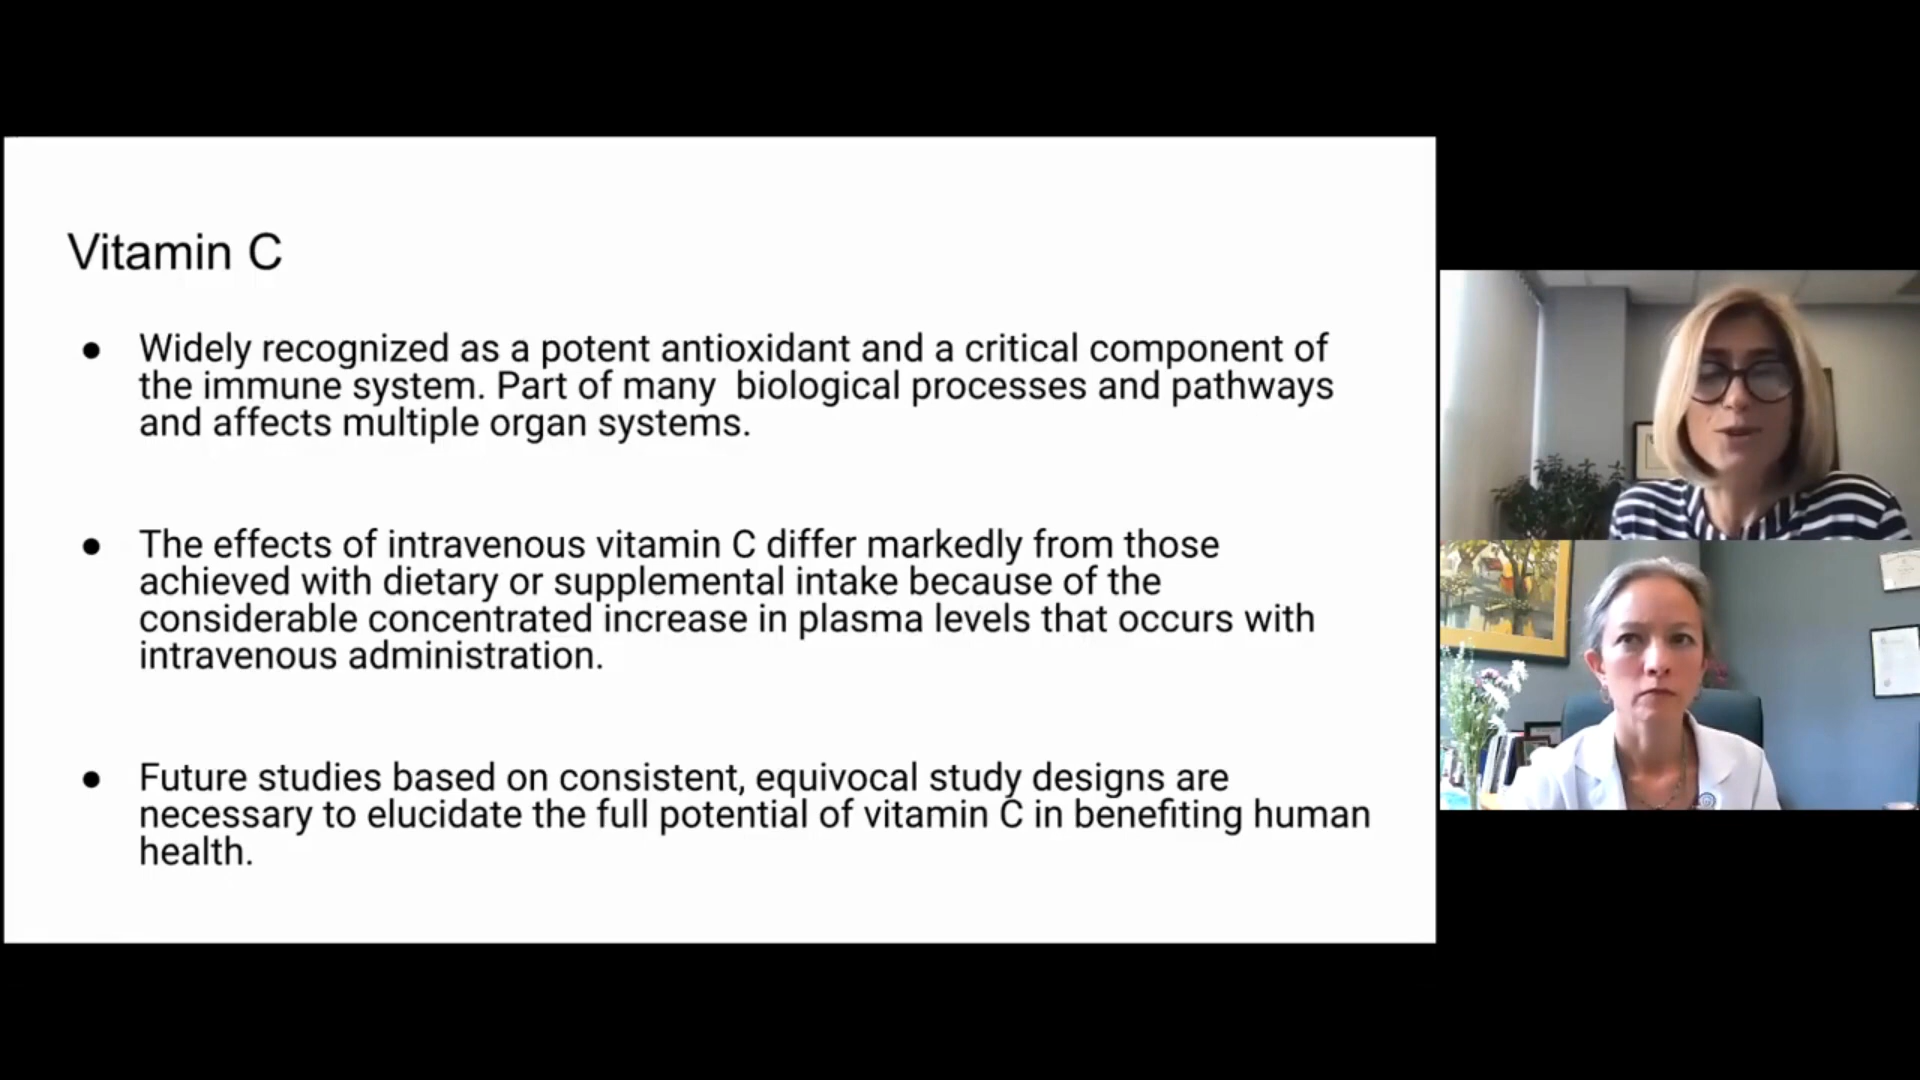 Vitamin C
● Widely recognized as a potent antioxidant and a critical component of
the immune system. Part of many  biological processes and pathways
and affects multiple organ systems.
● The effects of intravenous vitamin C differ markedly from those
achieved with dietary or supplemental intake because of the
considerable concentrated increase in plasma levels that occurs with
intravenous administration.
● Future studies based on consistent, equivocal study designs are
necessary to elucidate the full potential of vitamin C in benefiting human
health.